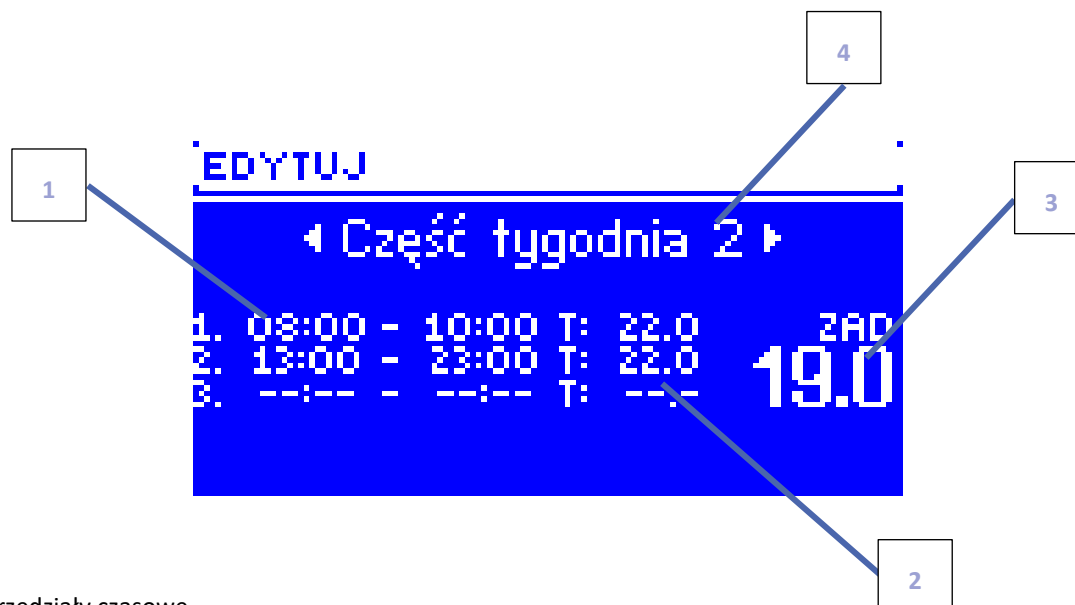 4
EDYTUJ
1
3
Część tygodnia 2
1. 08:00 - 10:00 T: 22.0 ZAD
2. 13:00 - 23:00 T: 22.0 19.0
3. --:-- - --:-- T: --.-
2
czasowe